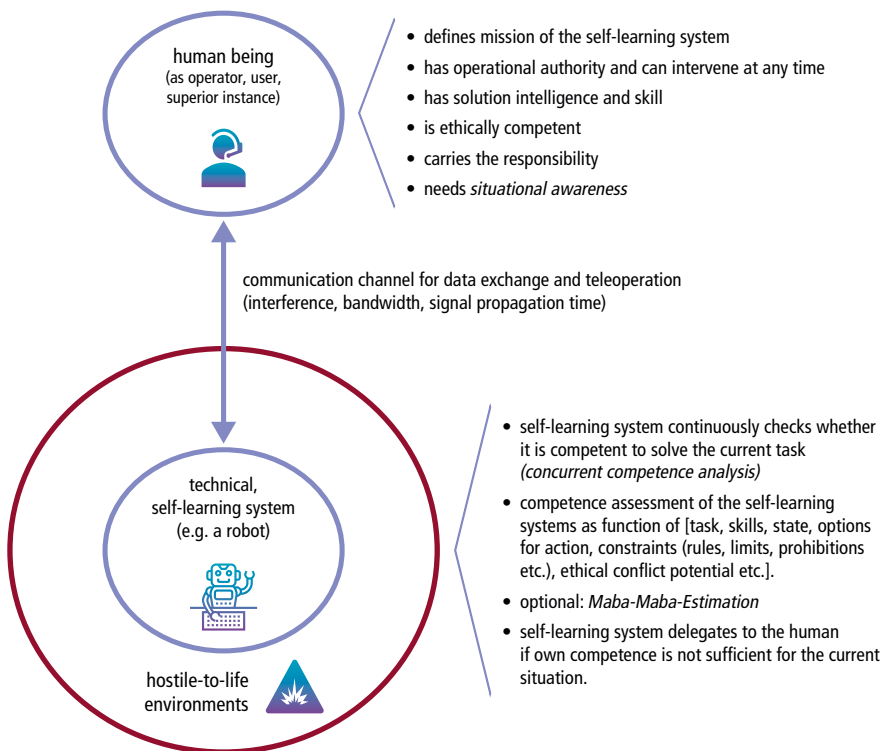 human being
(as operator, user,
superior instance)
• defines mission of the self-learning system
• has operational authority and can intervene at any time
• has solution intelligence and skill
• is ethically competent
• carries the responsibility
• needs situational awareness
communication channel for data exchange and teleoperation
(interference, bandwidth, signal propagation time)
technical,
self-learning system
(e.g. a robot)
hostile-to-life
environments
• self-learning system continuously checks whether
it is competent to solve the current task
(concurrent competence analysis)
• competence assessment of the self-learning
systems as function of [task, skills, state, options
for action, constraints (rules, limits, prohibitions
etc.), ethical conflict potential etc.].
• optional: Maba-Maba-Estimation
• self-learning system delegates to the human
if own competence is not sufficient for the current
situation.